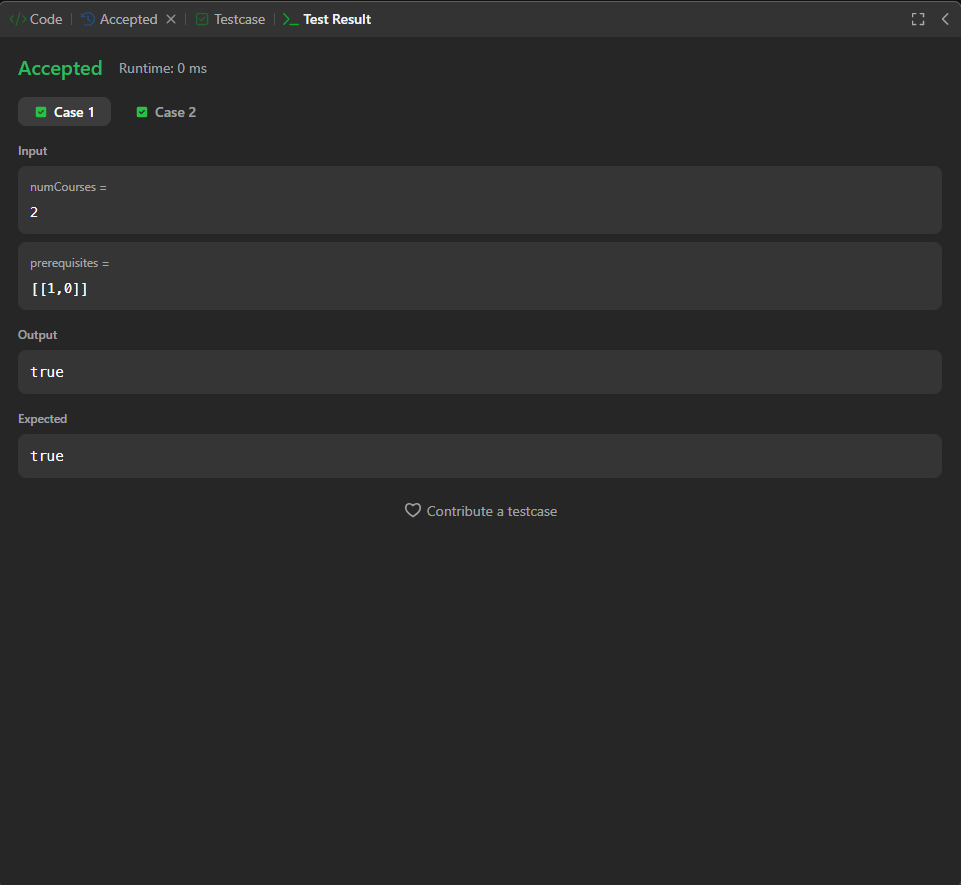 </> Code | Accepted | Testcase | Test Result
Accepted Runtime: 0 ms
Case 1 Case 2
Input
numCourses =
2
prerequisites =
[[1,0]]
Output
true
Expected
true
Contribute a testcase